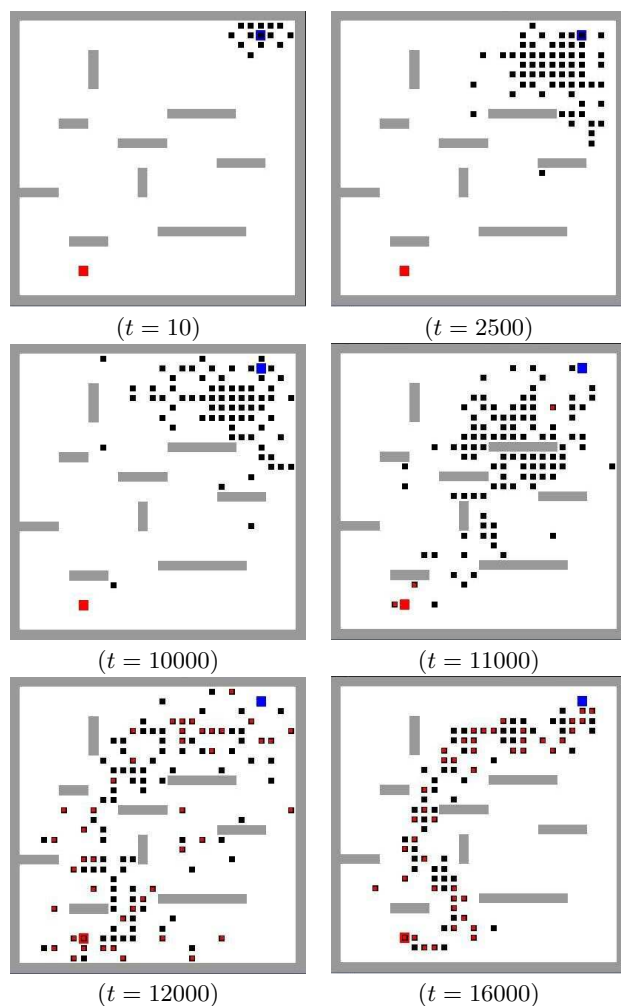 (t = 10)
(t = 2500)
(t = 10000)
(t = 11000)
(t = 12000)
(t = 16000)